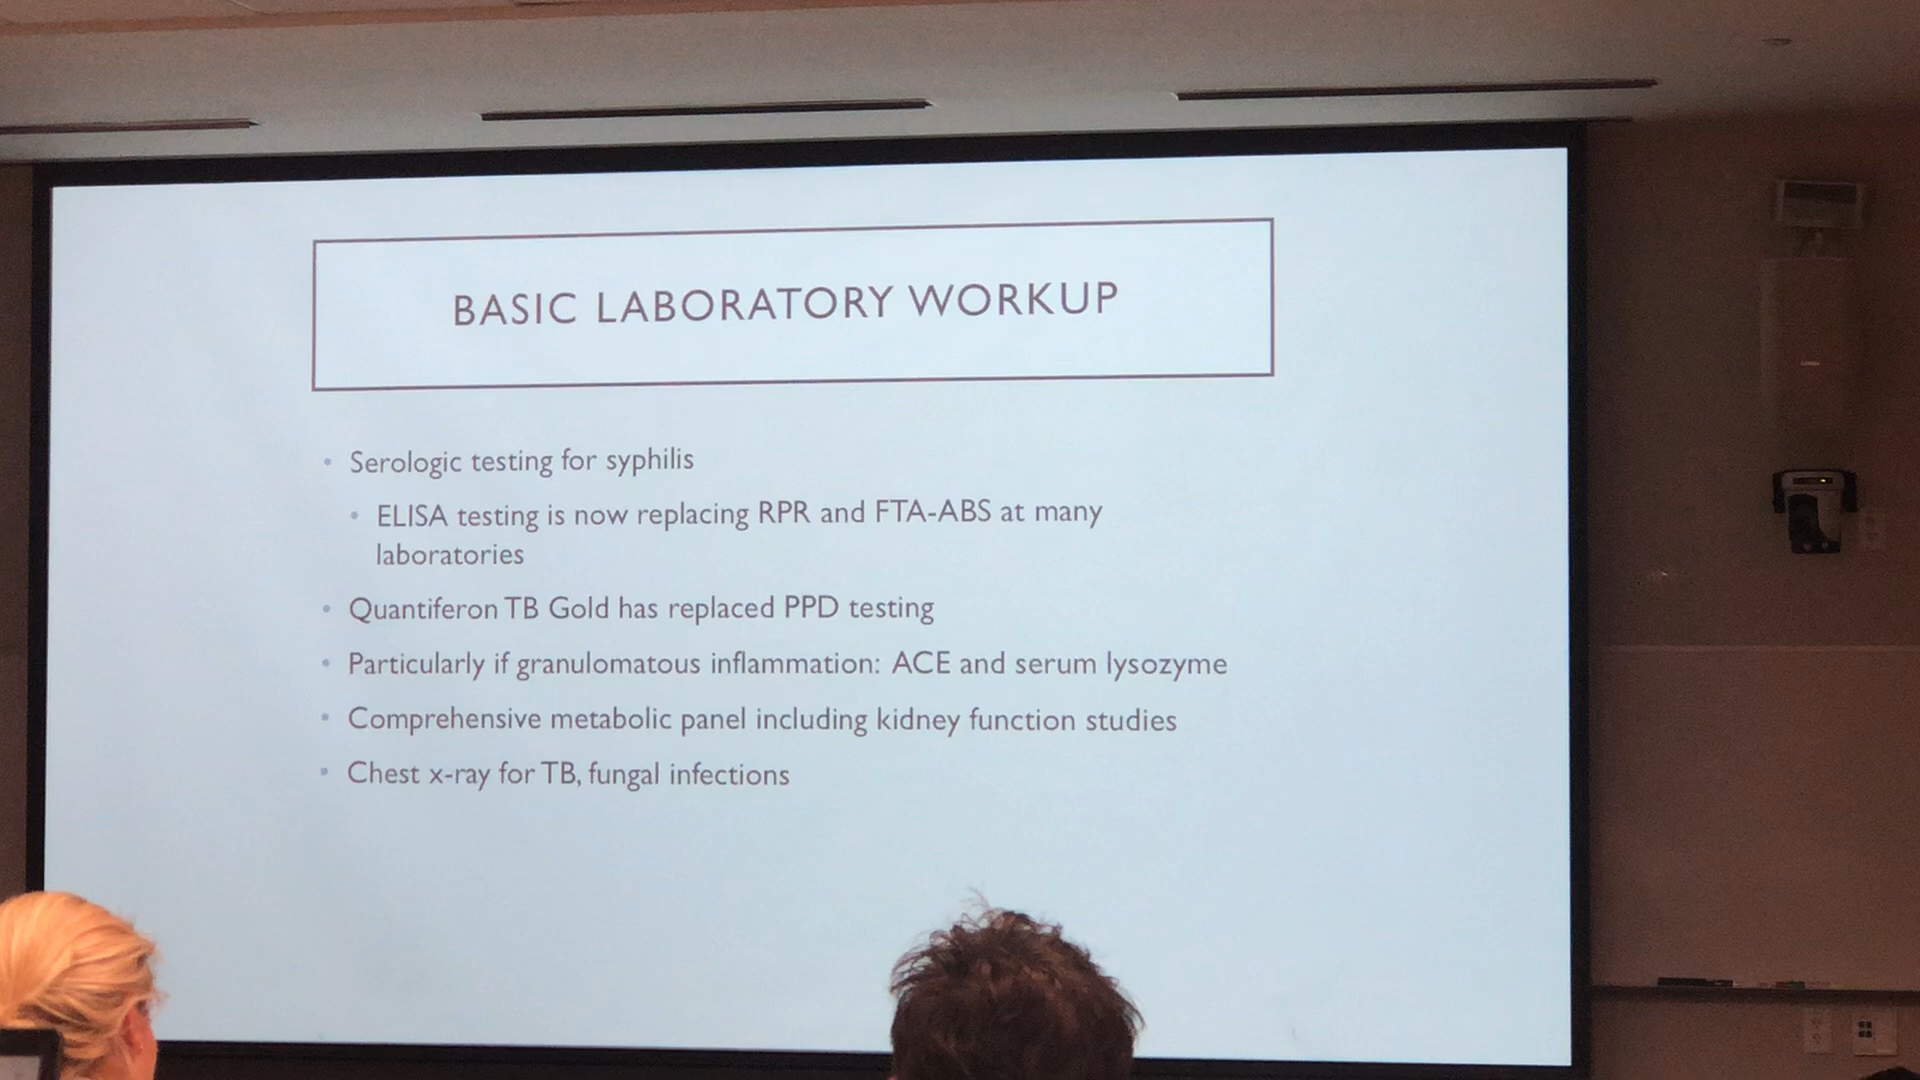 BASIC LABORATORY WORKUP
• Serologic testing for syphilis
• ELISA testing is now replacing RPR and FTA-ABS at many
laboratories
• Quantiferon TB Gold has replaced PPD testing
• Particularly if granulomatous inflammation: ACE and serum lysozyme
• Comprehensive metabolic panel including kidney function studies
• Chest x-ray for TB, fungal infections